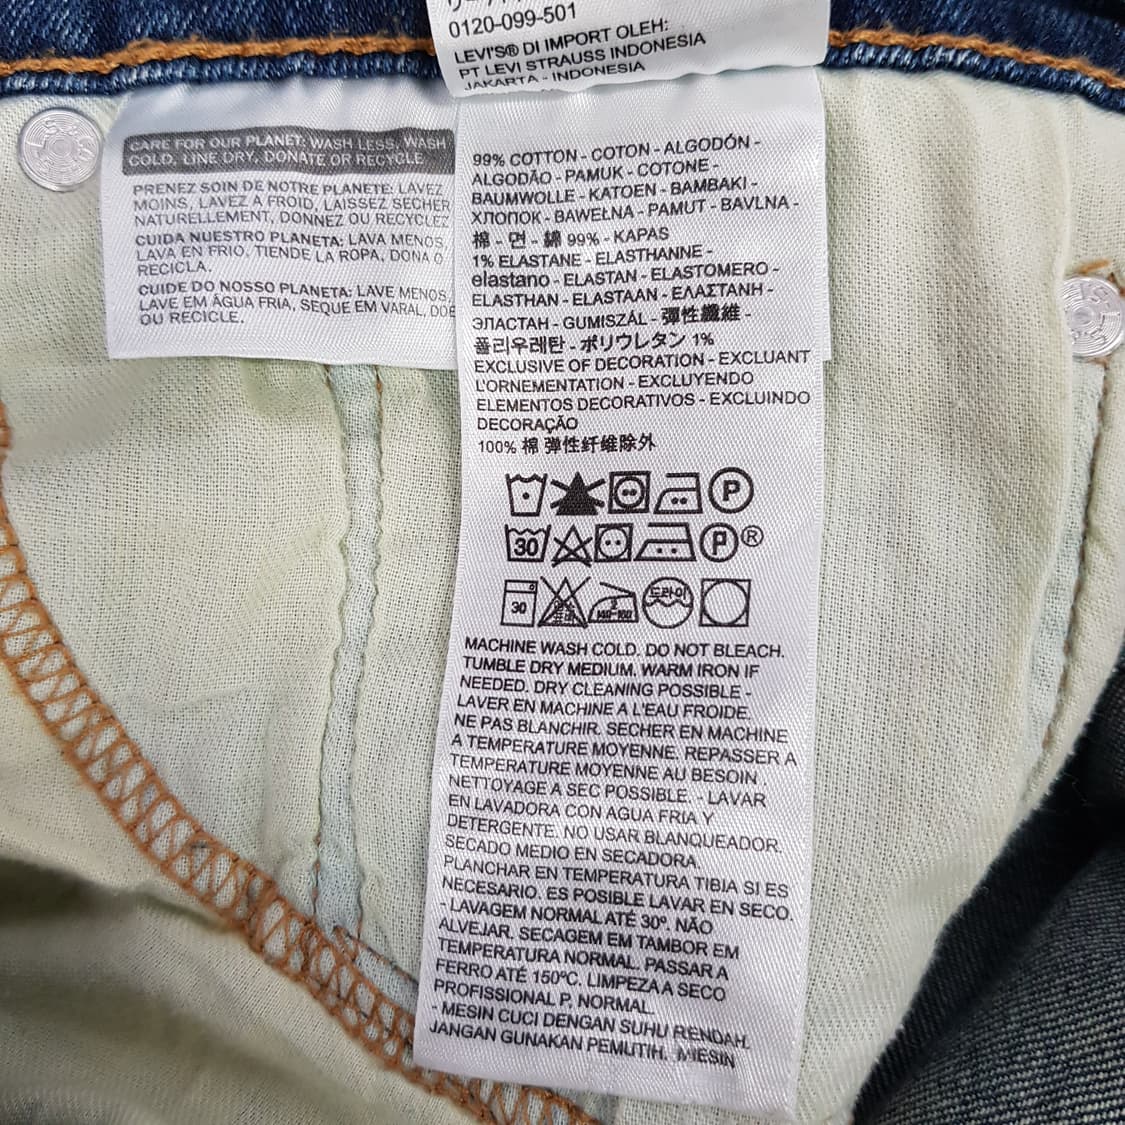 0120-099-501
LEVI'S® DI IMPORT OLEH:
PT LEVI STRAUSS INDONESIA
JAKARTA - INDONESIA
CARE FOR OUR PLANET: WASH LESS, WASH
COLD, LINE DRY, DONATE OR RECYCLE
PRENEZ SOIN DE NOTRE PLANETE: LAVEZ
MOINS, LAVEZ A FROID, LAISSEZ SECHER
NATURELLEMENT, DONNEZ OU RECYCLEZ
CUIDA NUESTRO PLANETA: LAVA MENOS,
LAVA EN FRIO, TIENDE LA ROPA, DONA O
RECICLA.
CUIDE DO NOSSO PLANETA: LAVE MENOS,
LAVE EM ÁGUA FRIA, SEQUE EM VARAL, DOE
OU RECICLE.
99% COTTON - COTON - ALGODÓN -
ALGODÃO - PAMUK - COTONE -
BAUMWOLLE - KATOEN - BAMBAKI -
ХЛОПОК - BAWEŁNA - PAMUT - BAVLNA -
棉 - 면 - 綿 99% - KAPAS
1% ELASTANE - ELASTHANNE -
elastano - ELASTAN - ELASTOMERO -
ELASTHAN - ELASTAAN - ΕΛΑΣΤΑΝΗ -
ЭЛАСТАН - GUMISZÁL - 彈性纖維 -
폴리우레탄 - ポリウレタン 1%
EXCLUSIVE OF DECORATION - EXCLUANT
L'ORNEMENTATION - EXCLUYENDO
ELEMENTOS DECORATIVOS - EXCLUINDO
DECORAÇÃO
100% 棉 弹性纤维除外
P
30 P ®
30 드라이
MACHINE WASH COLD. DO NOT BLEACH.
TUMBLE DRY MEDIUM. WARM IRON IF
NEEDED. DRY CLEANING POSSIBLE -
LAVER EN MACHINE A L'EAU FROIDE.
NE PAS BLANCHIR. SECHER EN MACHINE
A TEMPERATURE MOYENNE. REPASSER A
TEMPERATURE MOYENNE AU BESOIN
NETTOYAGE A SEC POSSIBLE. - LAVAR
EN LAVADORA CON AGUA FRIA Y
DETERGENTE. NO USAR BLANQUEADOR.
SECADO MEDIO EN SECADORA.
PLANCHAR EN TEMPERATURA TIBIA SI ES
NECESARIO. ES POSIBLE LAVAR EN SECO.
- LAVAGEM NORMAL ATÉ 30º. NÃO
ALVEJAR. SECAGEM EM TAMBOR EM
TEMPERATURA NORMAL. PASSAR A
FERRO ATÉ 150ºC. LIMPEZA A SECO
PROFISSIONAL P. NORMAL.
- MESIN CUCI DENGAN SUHU RENDAH.
JANGAN GUNAKAN PEMUTIH. MESIN